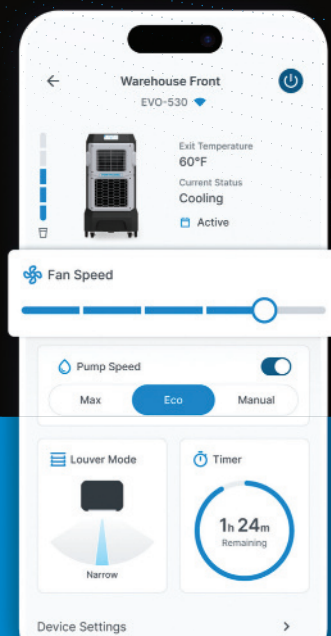 Warehouse Front
EVO-530
Exit Temperature
60°F
Current Status
Cooling
Active
Fan Speed
Pump Speed
Max Eco Manual
Louver Mode
Narrow
Timer
1h 24m
Remaining
Device Settings